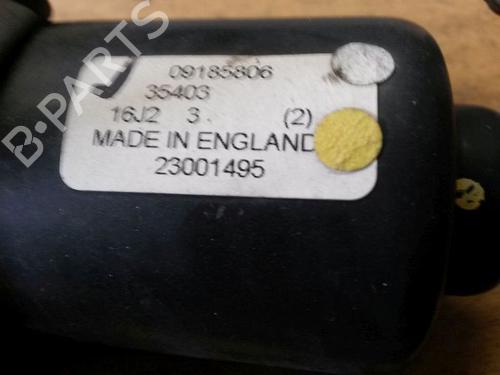 B-PARTS
09185806
35403
16J2 3. (2)
MADE IN ENGLAND
23001495